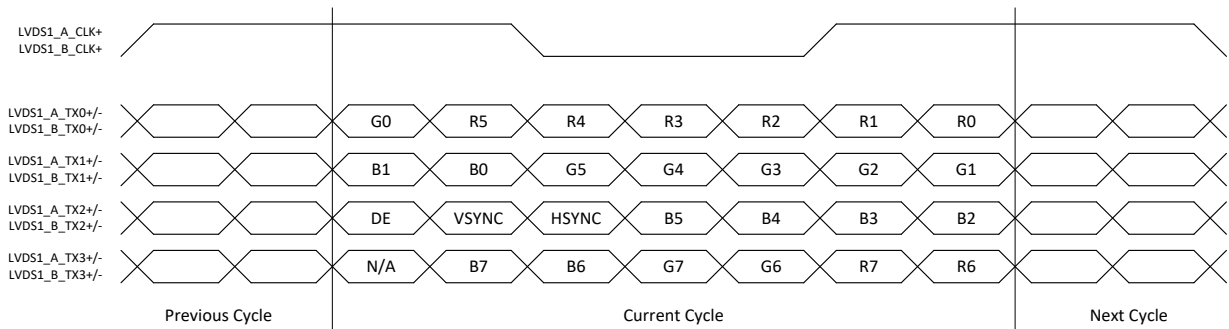 LVDS1_A_CLK+
LVDS1_B_CLK+
LVDS1_A_TX0+/-
LVDS1_B_TX0+/-
G0 R5 R4 R3 R2 R1 R0
LVDS1_A_TX1+/-
LVDS1_B_TX1+/-
B1 B0 G5 G4 G3 G2 G1
LVDS1_A_TX2+/-
LVDS1_B_TX2+/-
DE VSYNC HSYNC B5 B4 B3 B2
LVDS1_A_TX3+/-
LVDS1_B_TX3+/-
N/A B7 B6 G7 G6 R7 R6
Previous Cycle Current Cycle Next Cycle